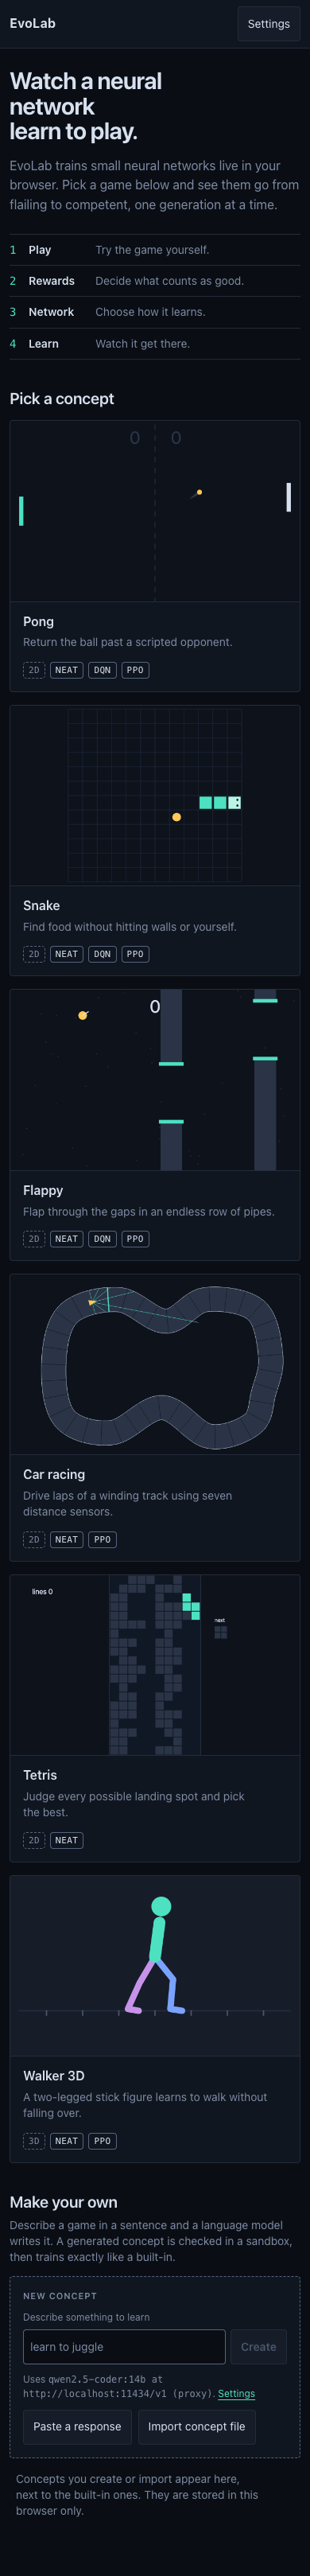 EvoLab
Settings
Watch a neural
network
learn to play.
EvoLab trains small neural networks live in your
browser. Pick a game below and see them go from
flailing to competent, one generation at a time.
1 Play Try the game yourself.
2 Rewards Decide what counts as good.
3 Network Choose how it learns.
4 Learn Watch it get there.
Pick a concept
0 0
Pong
Return the ball past a scripted opponent.
2D NEAT DQN PPO
Snake
Find food without hitting walls or yourself.
2D NEAT DQN PPO
0
Flappy
Flap through the gaps in an endless row of pipes.
2D NEAT DQN PPO
Car racing
Drive laps of a winding track using seven
distance sensors.
2D NEAT PPO
lines 0
next
Tetris
Judge every possible landing spot and pick
the best.
2D NEAT
Walker 3D
A two-legged stick figure learns to walk without
falling over.
3D NEAT PPO
Make your own
Describe a game in a sentence and a language model
writes it. A generated concept is checked in a sandbox,
then trains exactly like a built-in.
NEW CONCEPT
Describe something to learn
learn to juggle
Create
Uses qwen2.5-coder:14b at
http://localhost:11434/v1 (proxy). Settings
Paste a response
Import concept file
Concepts you create or import appear here,
next to the built-in ones. They are stored in this
browser only.